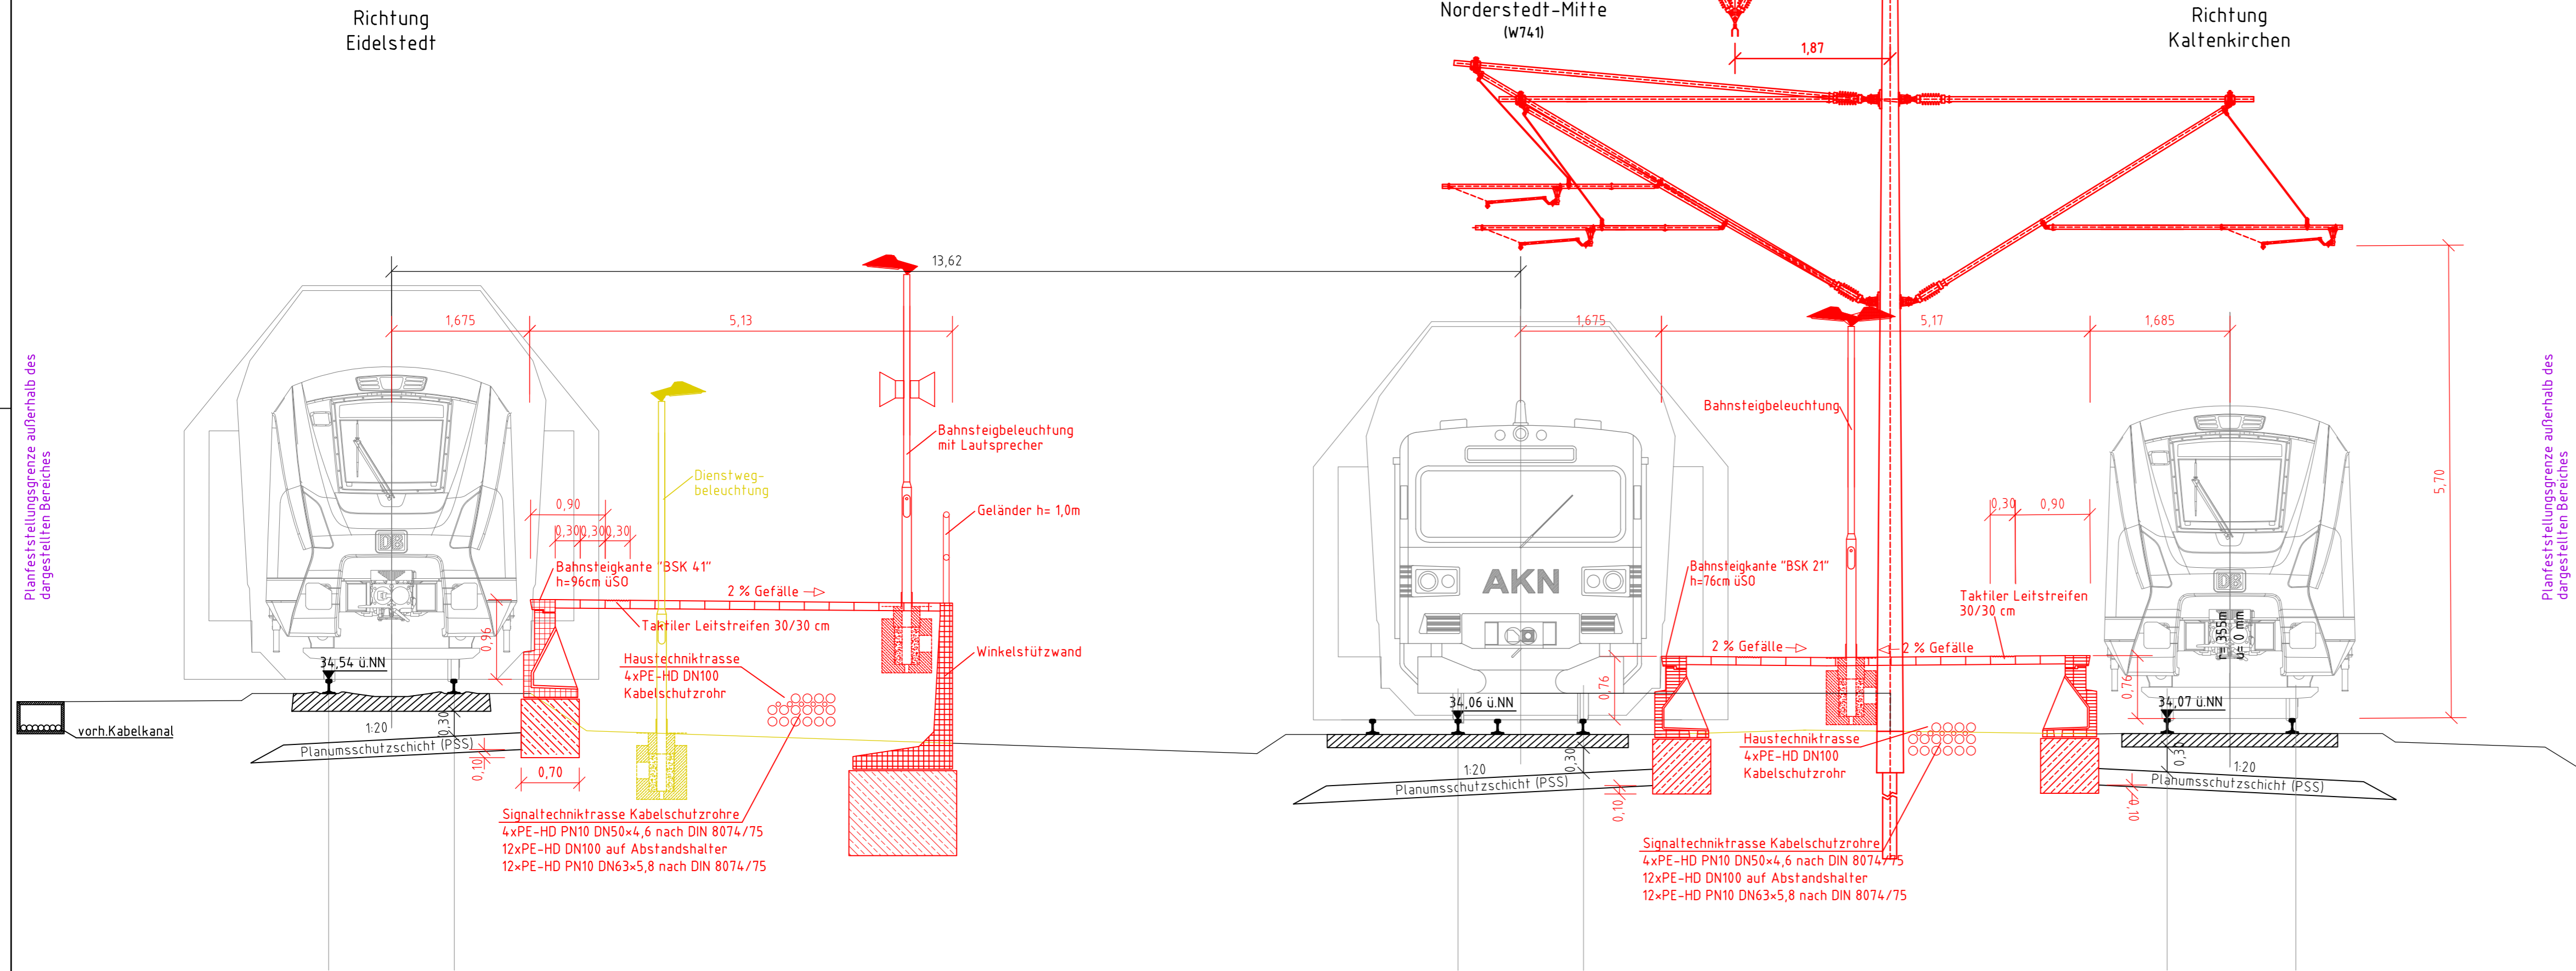 Richtung
Eidelstedt
Norderstedt-Mitte
(W741)
Richtung
Kaltenkirchen
1,87
13,62
1,675
5,13
1,675
5,17
1,685
5,70
Planfeststellungsgrenze außerhalb des
dargestellten Bereiches
Planfeststellungsgrenze außerhalb des
dargestellten Bereiches
Bahnsteigbeleuchtung
mit Lautsprecher
Dienstweg-
beleuchtung
Geländer h= 1,0m
0,90
0,30
0,30
0,30
Bahnsteigkante "BSK 41"
h=96cm üSO
2 % Gefälle
Taktiler Leitstreifen 30/30 cm
0,96
DB
34,54 ü.NN
Haustechniktrasse
4xPE-HD DN100
Kabelschutzrohr
Winkelstützwand
vorh.Kabelkanal
1:20
Planumsschutzschicht (PSS)
0,30
0,10
0,70
Signaltechniktrasse Kabelschutzrohre
4xPE-HD PN10 DN50×4,6 nach DIN 8074/75
12xPE-HD DN100 auf Abstandshalter
12×PE-HD PN10 DN63×5,8 nach DIN 8074/75
Bahnsteigbeleuchtung
AKN
Bahnsteigkante "BSK 21"
h=76cm üSO
2 % Gefälle
2 % Gefälle
0,30
0,90
Taktiler Leitstreifen
30/30 cm
DB
r= 355m
u= 0 mm
0,76
0,76
34,06 ü.NN
34,07 ü.NN
Haustechniktrasse
4xPE-HD DN100
Kabelschutzrohr
1:20
Planumsschutzschicht (PSS)
0,30
0,10
1:20
Planumsschutzschicht (PSS)
0,30
0,10
Signaltechniktrasse Kabelschutzrohre
4xPE-HD PN10 DN50×4,6 nach DIN 8074/75
12xPE-HD DN100 auf Abstandshalter
12×PE-HD PN10 DN63×5,8 nach DIN 8074/75